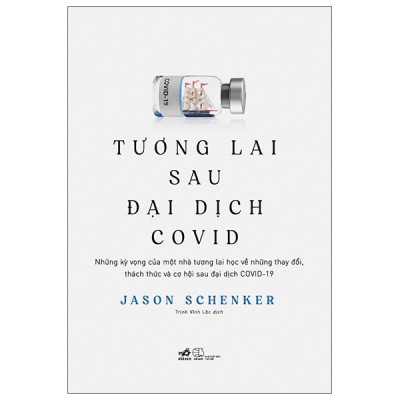 COVID-19
TƯƠNG LAI
SAU
ĐẠI DỊCH
COVID
Những kỳ vọng của một nhà tương lai học về những thay đổi,
thách thức và cơ hội sau đại dịch COVID-19
JASON SCHENKER
Trịnh Vĩnh Lộc dịch